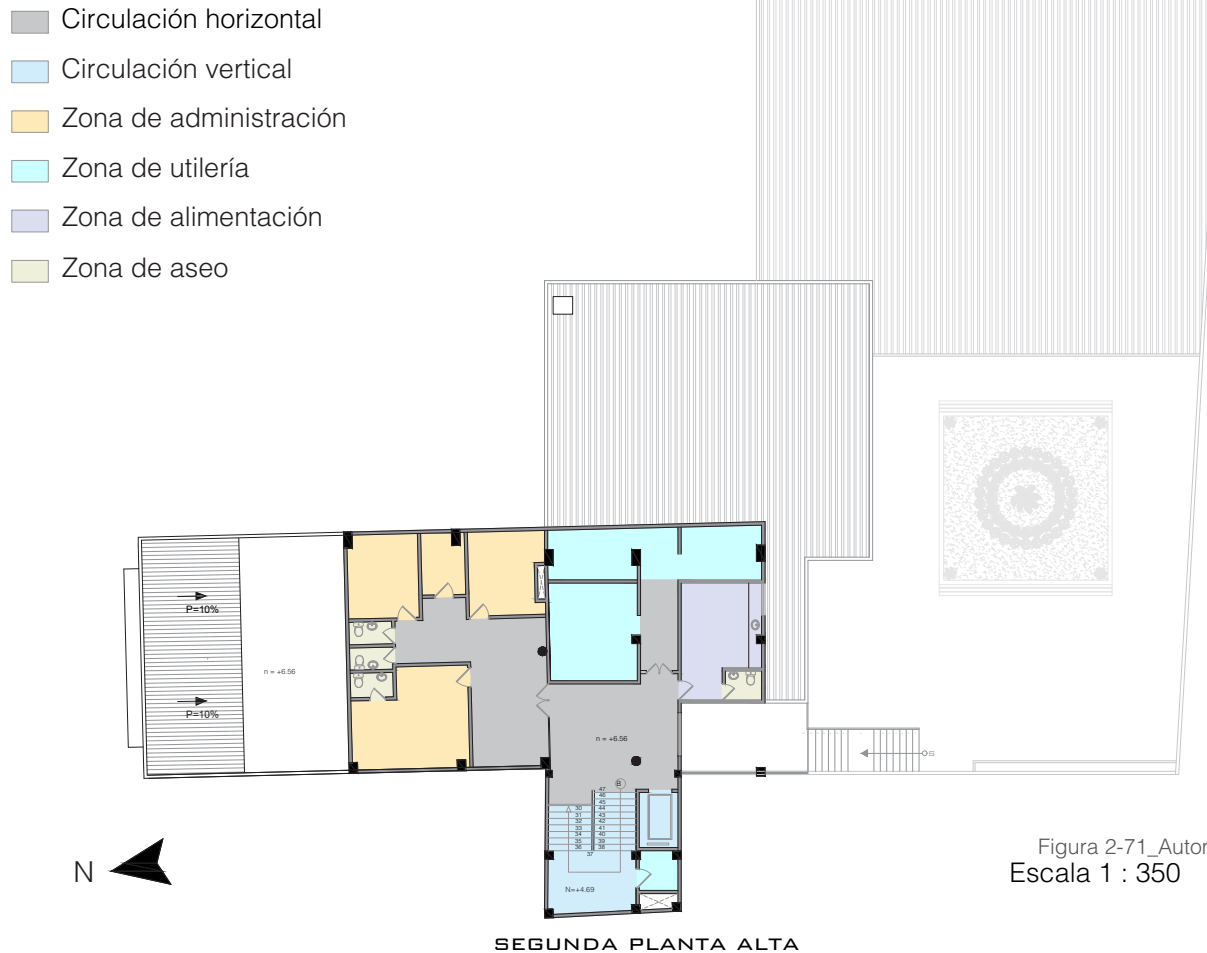 Circulación horizontal
Circulación vertical
Zona de administración
Zona de utilería
Zona de alimentación
Zona de aseo
P=10%
n = +6.56
P=10%
n = +6.56
B
47
46
45
30 44
31 43
32 42
33 41
34 40
35 39
36 38
37
N=+4.69
N
Figura 2-71_Autor
Escala 1 : 350
SEGUNDA PLANTA ALTA